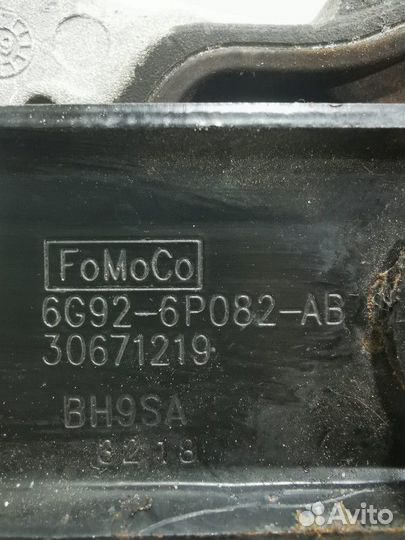 FoMoCo
6G92-6P082-AB
30671219
BH9SA
8218
Avito